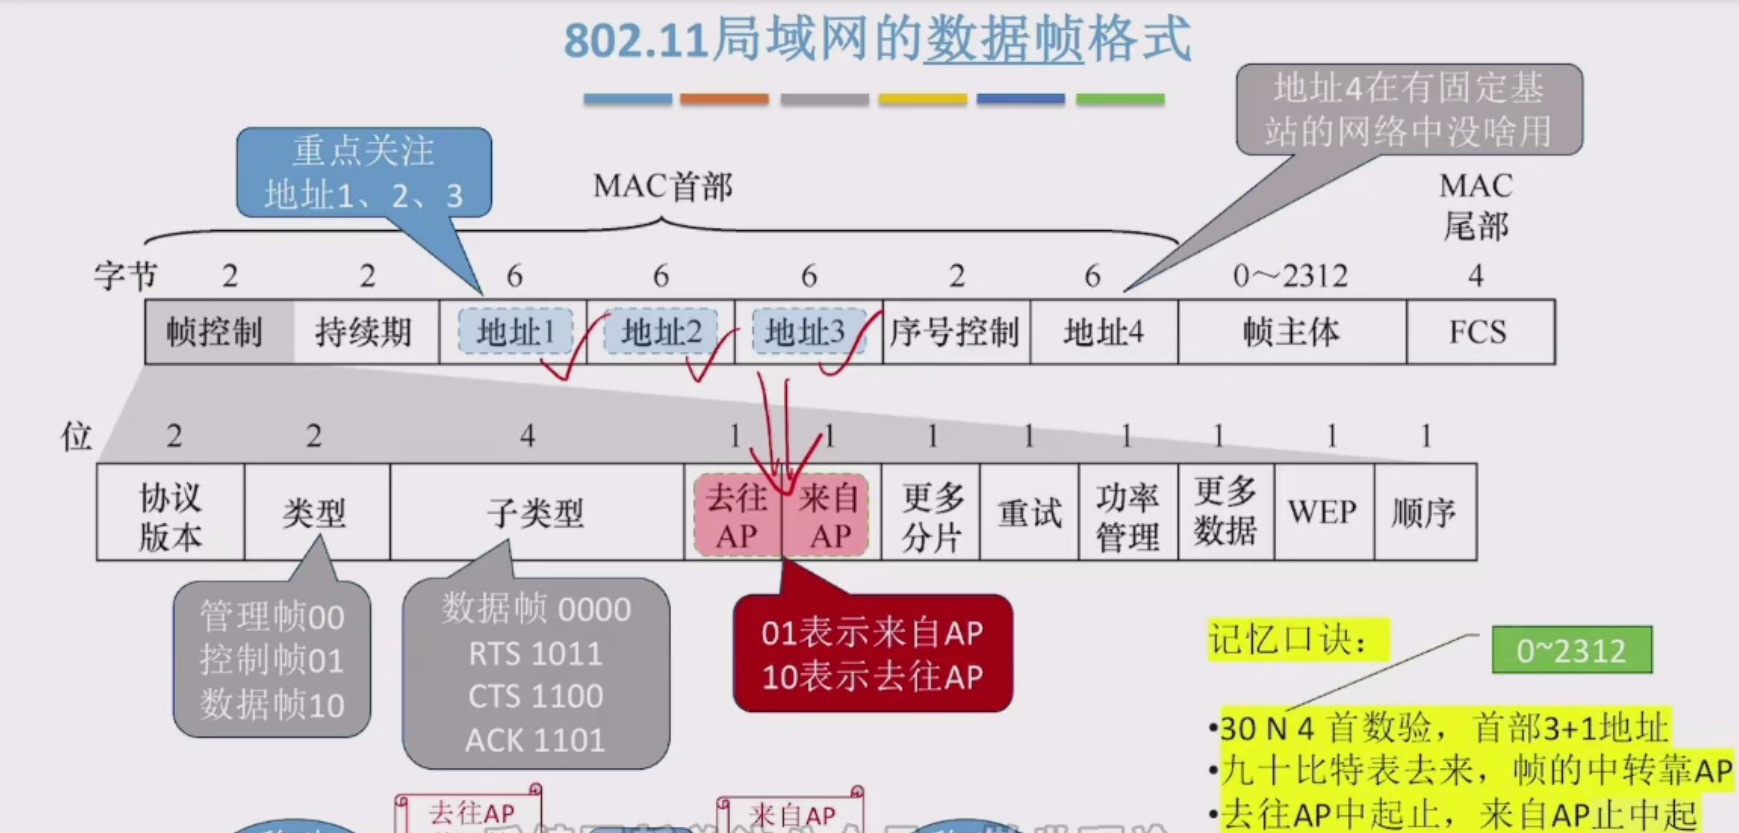 802.11局域网的数据帧格式
地址4在有固定基
站的网络中没啥用
重点关注
地址1、2、3
MAC首部
MAC
尾部
字节 2 2 6 6 6 2 6 0～2312 4
帧控制 持续期 地址1 地址2 地址3 序号控制 地址4 帧主体 FCS
位 2 2 4 1 1 1 1 1 1 1 1
协议版本 类型 子类型 去往AP 来自AP 更多分片 重试 功率管理 更多数据 WEP 顺序
管理帧00
控制帧01
数据帧10
数据帧 0000
RTS 1011
CTS 1100
ACK 1101
01表示来自AP
10表示去往AP
记忆口诀：
0~2312
•30 N 4 首数验，首部3+1地址
•九十比特表去来，帧的中转靠AP
•去往AP中起止，来自AP止中起
去往AP
来自AP